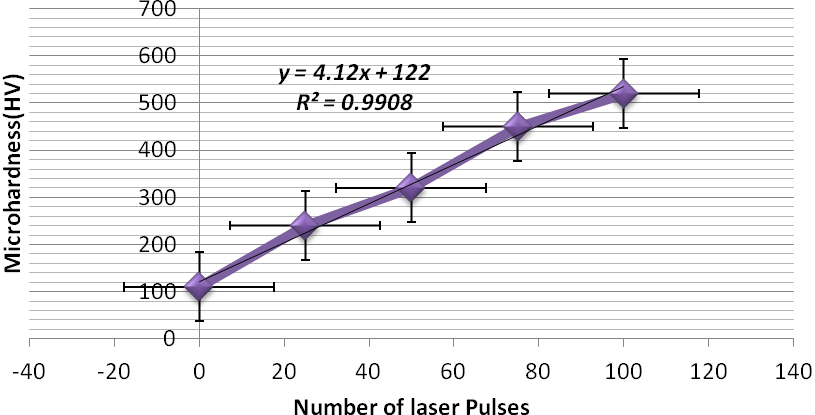 700
600
y = 4.12x + 122
500
R² = 0.9908
400
300
200
100
0
Microhardness(HV)
-40 -20 0 20 40 60 80 100 120 140
Number of laser Pulses